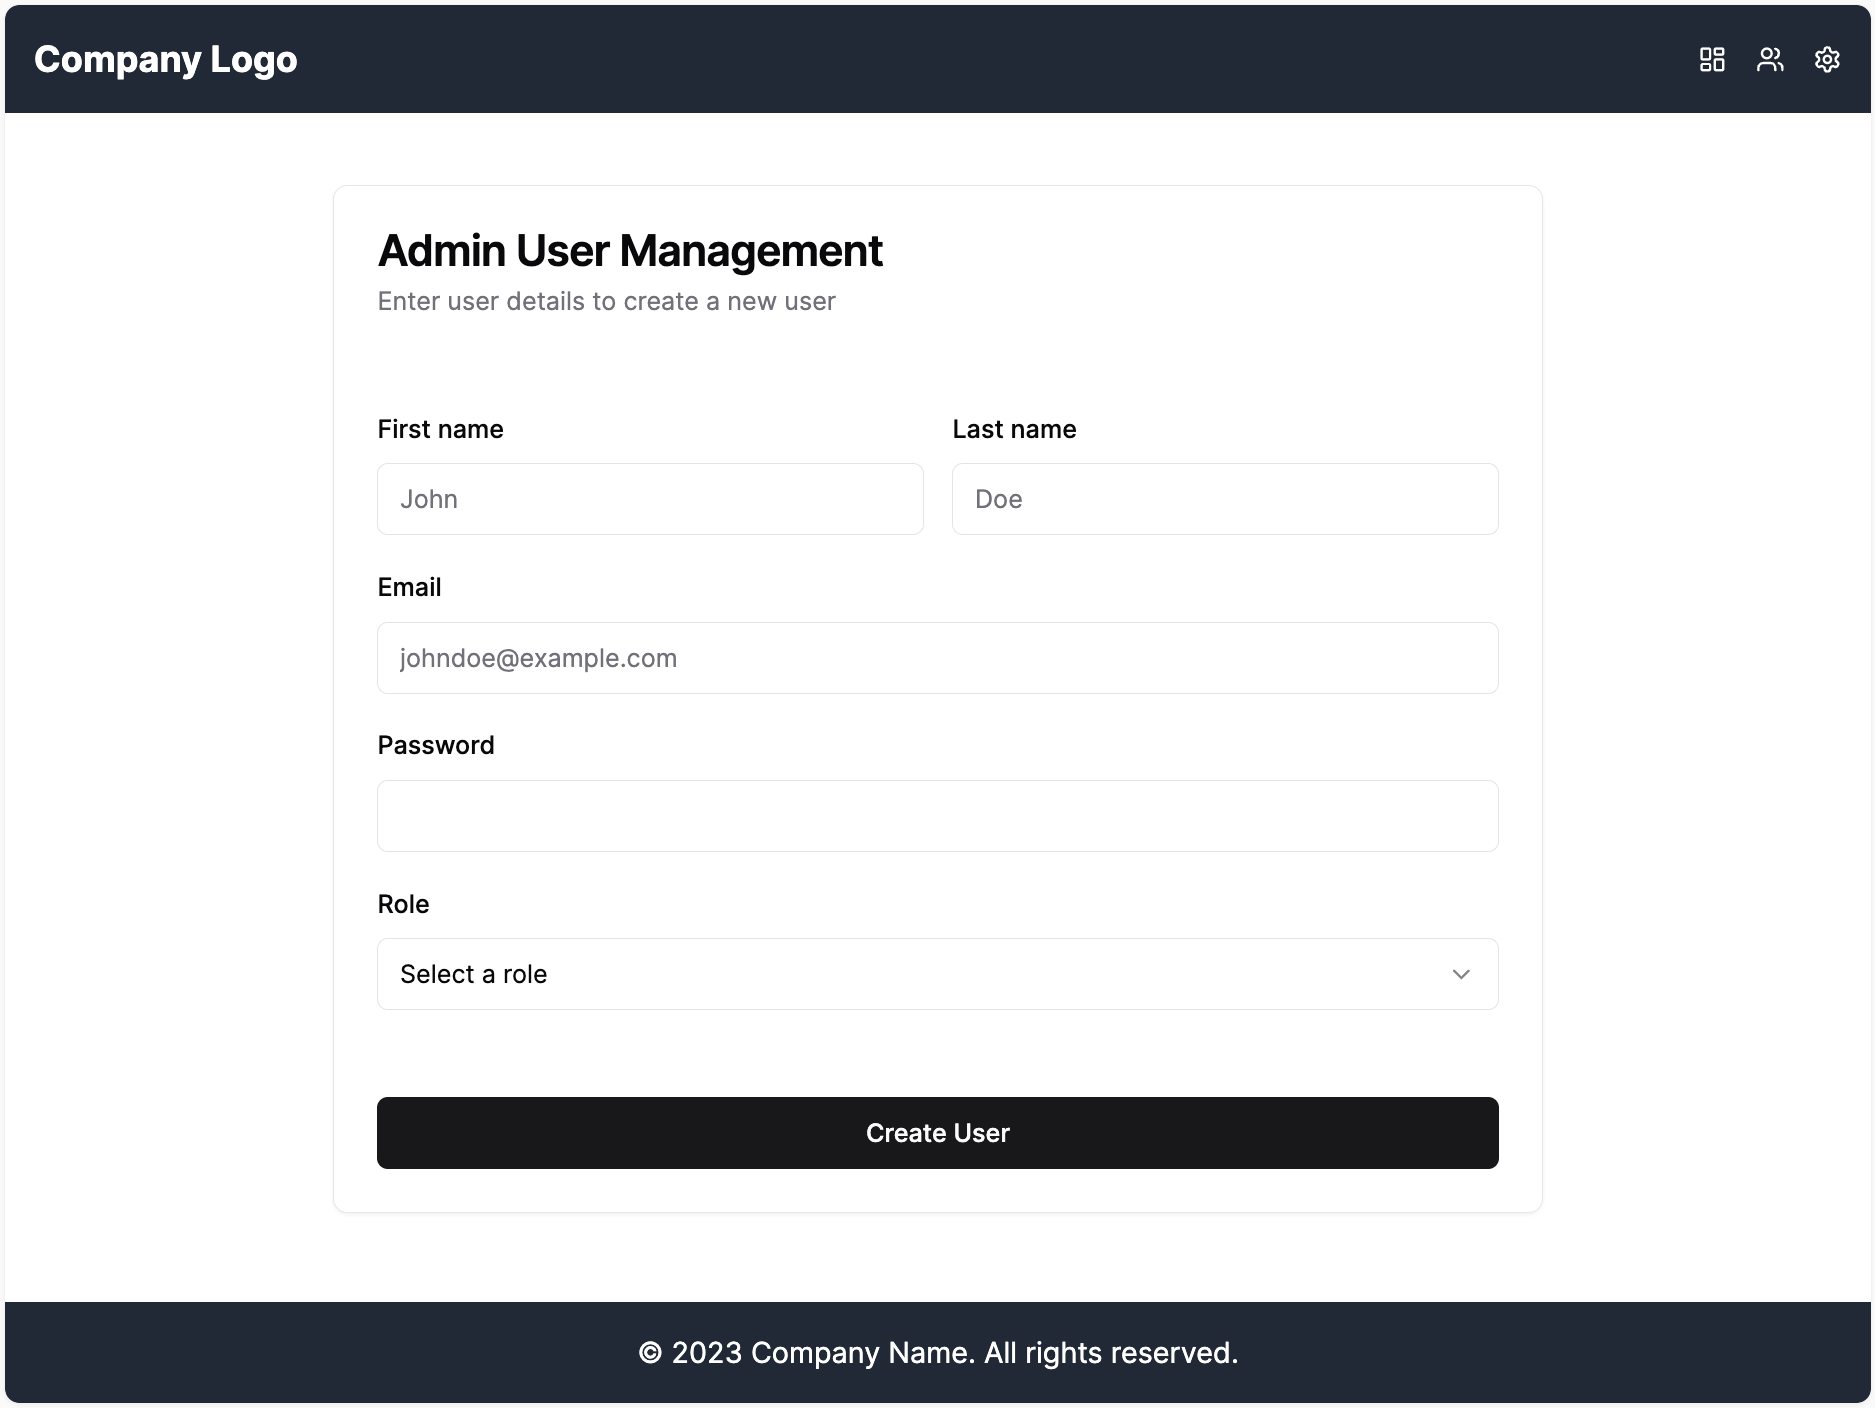 Company Logo
Admin User Management
Enter user details to create a new user
First name
Last name
John
Doe
Email
johndoe@example.com
Password
Role
Select a role
Create User
© 2023 Company Name. All rights reserved.